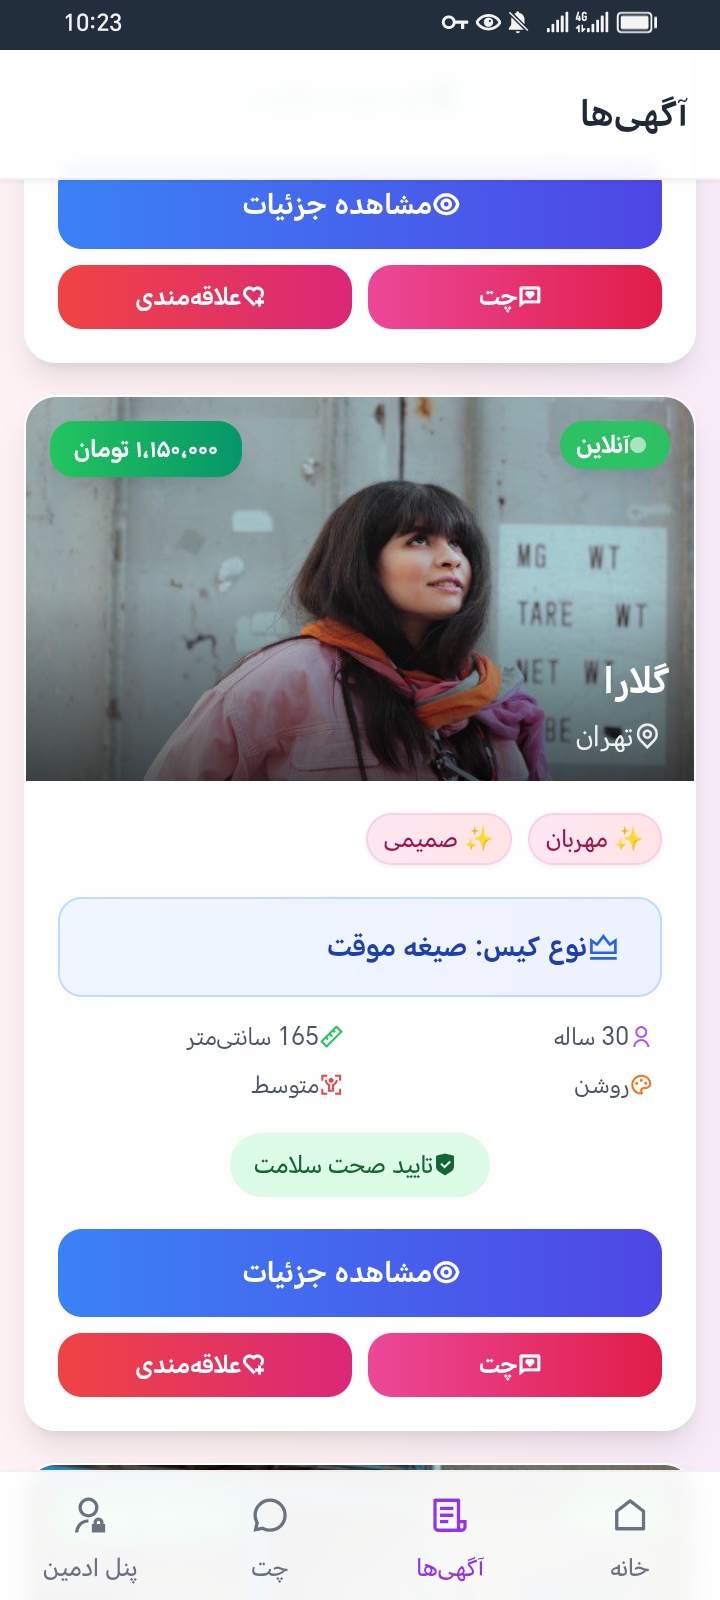 10:23
4G
آگهی‌ها
مشاهده جزئیات
چت
علاقه‌مندی
آنلاین
۱،۱۵۰،۰۰۰ تومان
MG WT
TARE WT
NET W
BE
گلارا
تهران
✨ مهربان
✨ صمیمی
نوع کیس: صیغه موقت
30 ساله
165 سانتی‌متر
روشن
متوسط
تایید صحت سلامت
مشاهده جزئیات
چت
علاقه‌مندی
خانه
آگهی‌ها
چت
پنل ادمین